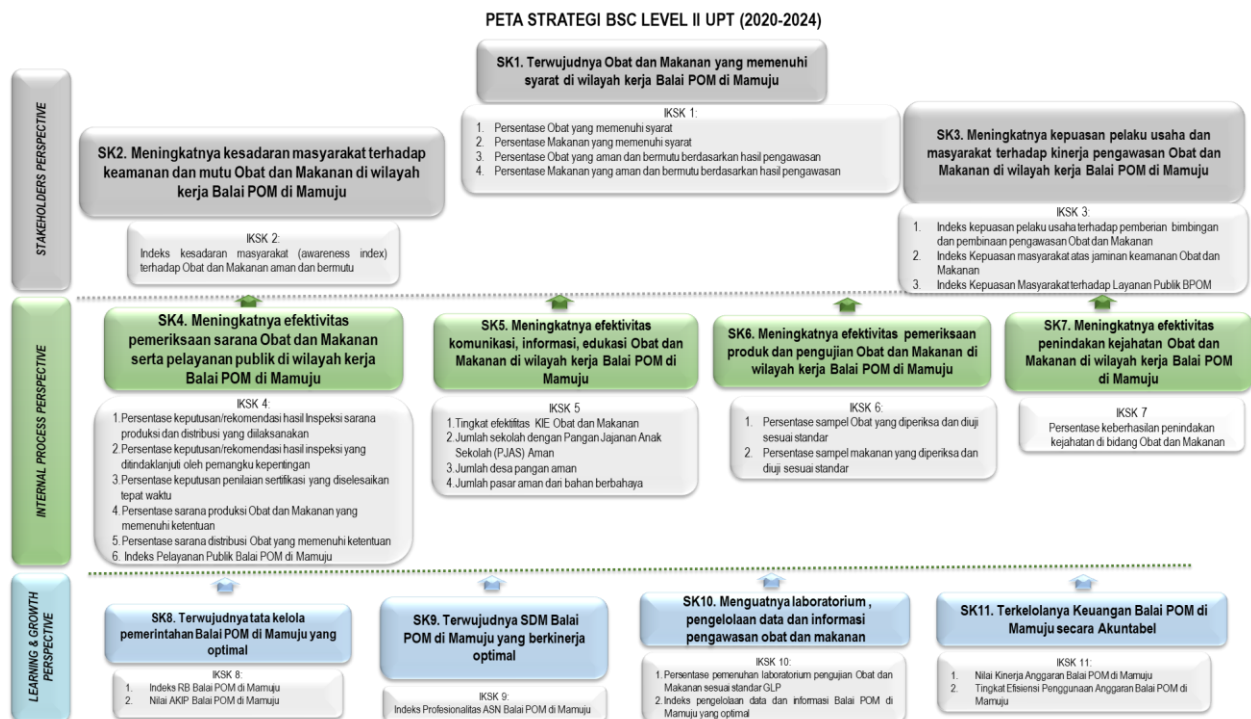 PETA STRATEGI BSC LEVEL II UPT (2020-2024)
STAKEHOLDERS PERSPECTIVE
SK1. Terwujudnya Obat dan Makanan yang memenuhi
syarat di wilayah kerja Balai POM di Mamuju
IKSK 1:
1. Persentase Obat yang memenuhi syarat
2. Persentase Makanan yang memenuhi syarat
3. Persentase Obat yang aman dan bermutu berdasarkan hasil pengawasan
4. Persentase Makanan yang aman dan bermutu berdasarkan hasil pengawasan
SK2. Meningkatnya kesadaran masyarakat terhadap
keamanan dan mutu Obat dan Makanan di wilayah
kerja Balai POM di Mamuju
IKSK 2:
Indeks kesadaran masyarakat (awareness index)
terhadap Obat dan Makanan aman dan bermutu
SK3. Meningkatnya kepuasan pelaku usaha dan
masyarakat terhadap kinerja pengawasan Obat dan
Makanan di wilayah kerja Balai POM di Mamuju
IKSK 3:
1. Indeks kepuasan pelaku usaha terhadap pemberian bimbingan
dan pembinaan pengawasan Obat dan Makanan
2. Indeks Kepuasan masyarakat atas jaminan keamanan Obat dan
Makanan
3. Indeks Kepuasan Masyarakat terhadap Layanan Publik BPOM
INTERNAL PROCESS PERSPECTIVE
SK4. Meningkatnya efektivitas
pemeriksaan sarana Obat dan Makanan
serta pelayanan publik di wilayah kerja
Balai POM di Mamuju
IKSK 4:
1.Persentase keputusan/rekomendasi hasil Inspeksi sarana
produksi dan distribusi yang diilaksanakan
2.Persentase keputusan/rekomendasi hasil inspeksi yang
ditindaklanjuti oleh pemangku kepentingan
3.Persentase keputusan penilaian sertifikasi yang diselesaikan
tepat waktu
4. Persentase sarana produksi Obat dan Makanan yang
memenuhi ketentuan
5. Persentase sarana distribusi Obat yang memenuhi ketentuan
6. Indeks Pelayanan Publik Balai POM di Mamuju
SK5. Meningkatnya efektivitas
komunikasi, informasi, edukasi Obat dan
Makanan di wilayah kerja Balai POM di
Mamuju
IKSK 5
1.Tingkat efektifitas KIE Obat dan Makanan
2.Jumlah sekolah dengan Pangan Jajanan Anak
Sekolah (PJAS) Aman
3.Jumlah desa pangan aman
4.Jumlah pasar aman dari bahan berbahaya
SK6. Meningkatnya efektivitas pemeriksaan
produk dan pengujian Obat dan Makanan di
wilayah kerja Balai POM di Mamuju
IKSK 6:
1. Persentase sampel Obat yang diperiksa dan diuji
sesuai standar
2. Persentase sampel makanan yang diperiksa dan
diuji sesuai standar
SK7. Meningkatnya efektivitas
penindakan kejahatan Obat dan
Makanan di wilayah kerja Balai POM
di Mamuju
IKSK 7
Persentase keberhasilan penindakan
kejahatan di bidang Obat dan Makanan
LEARNING & GROWTH
PERSPECTIVE
SK8. Terwujudnya tata kelola
pemerintahan Balai POM di Mamuju yang
optimal
IKSK 8:
1. Indeks RB Balai POM di Mamuju
2. Nilai AKIP Balai POM di Mamuju
SK9. Terwujudnya SDM Balai
POM di Mamuju yang berkinerja
optimal
IKSK 9:
Indeks Profesionalitas ASN Balai POM di Mamuju
SK10. Menguatnya laboratorium ,
pengelolaan data dan informasi
pengawasan obat dan makanan
IKSK 10:
1.Persentase pemenuhan laboratorium pengujian Obat dan
Makanan sesuai standar GLP
2.Indeks pengelolaan data dan informasi Balai POM di
Mamuju yang optimal
SK11. Terkelolanya Keuangan Balai POM di
Mamuju secara Akuntabel
IKSK 11:
1. Nilai Kinerja Anggaran Balai POM di Mamuju
2. Tingkat Efisiensi Penggunaan Anggaran Balai POM di
Mamuju